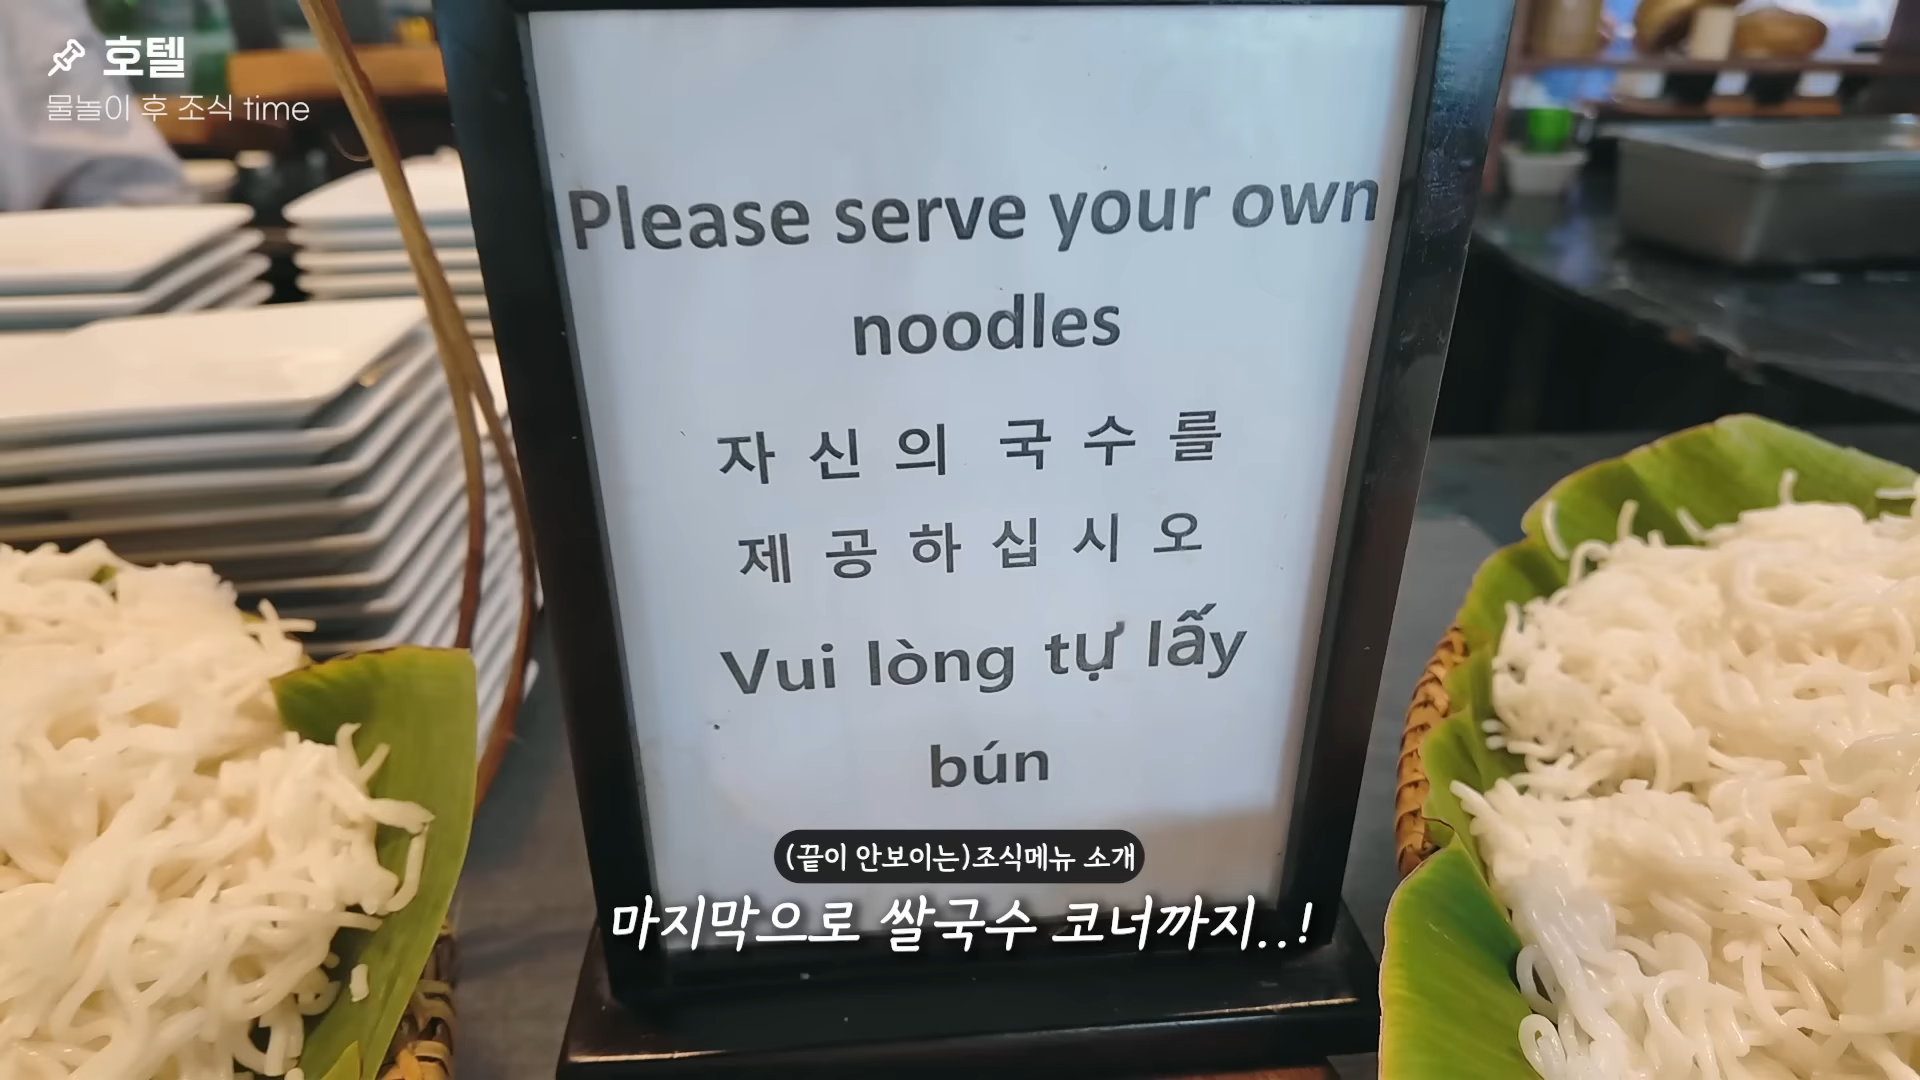 호텔
물놀이 후 조식 time
Please serve your own
noodles
자 신 의 국 수 를
제 공 하 십 시 오
Vui lòng tự lấy
bún
(끝이 안보이는)조식메뉴 소개
마지막으로 쌀국수 코너까지..!